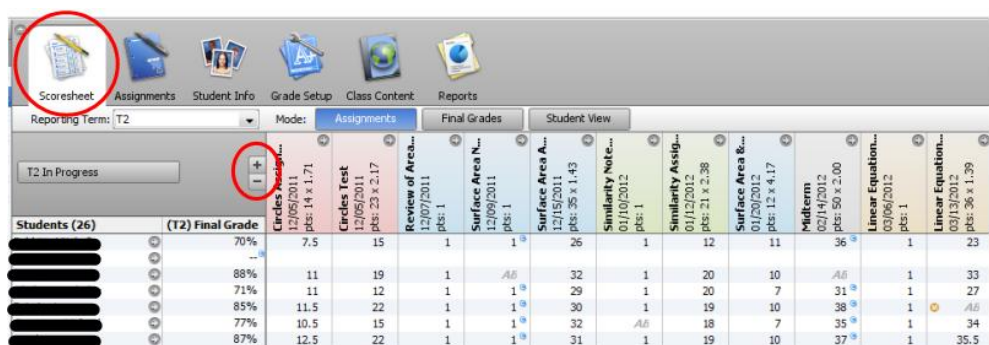 Scoresheet Assignments Student Info Grade Setup Class Content Reports
Reporting Term: T2 Mode: Assignments Final Grades Student View
T2 In Progress
+
−
Circles Assign...
12/05/2011
pts: 14 x 1.71
Circles Test
12/05/2011
pts: 23 x 2.17
Review of Area...
12/07/2011
pts: 1
Surface Area N...
12/09/2011
pts: 1
Surface Area A...
12/15/2011
pts: 35 x 1.43
Similarity Note...
01/10/2012
pts: 1
Similarity Assig...
01/12/2012
pts: 21 x 2.38
Surface Area &...
01/20/2012
pts: 12 x 4.17
Midterm
02/14/2012
pts: 50 x 2.00
Linear Equation...
03/06/2012
pts: 1
Linear Equation...
03/13/2012
pts: 36 x 1.39
Students (26) (T2) Final Grade
70% 7.5 15 1 1 26 1 12 11 36 1 23
--
88% 11 19 1 Ab 32 1 20 10 Ab 1 33
71% 11 12 1 1 29 1 20 7 31 1 27
85% 11.5 22 1 1 30 1 19 10 38 1 Ab
77% 10.5 15 1 1 32 Ab 18 7 35 1 34
87% 12.5 22 1 1 31 1 19 10 37 1 35.5